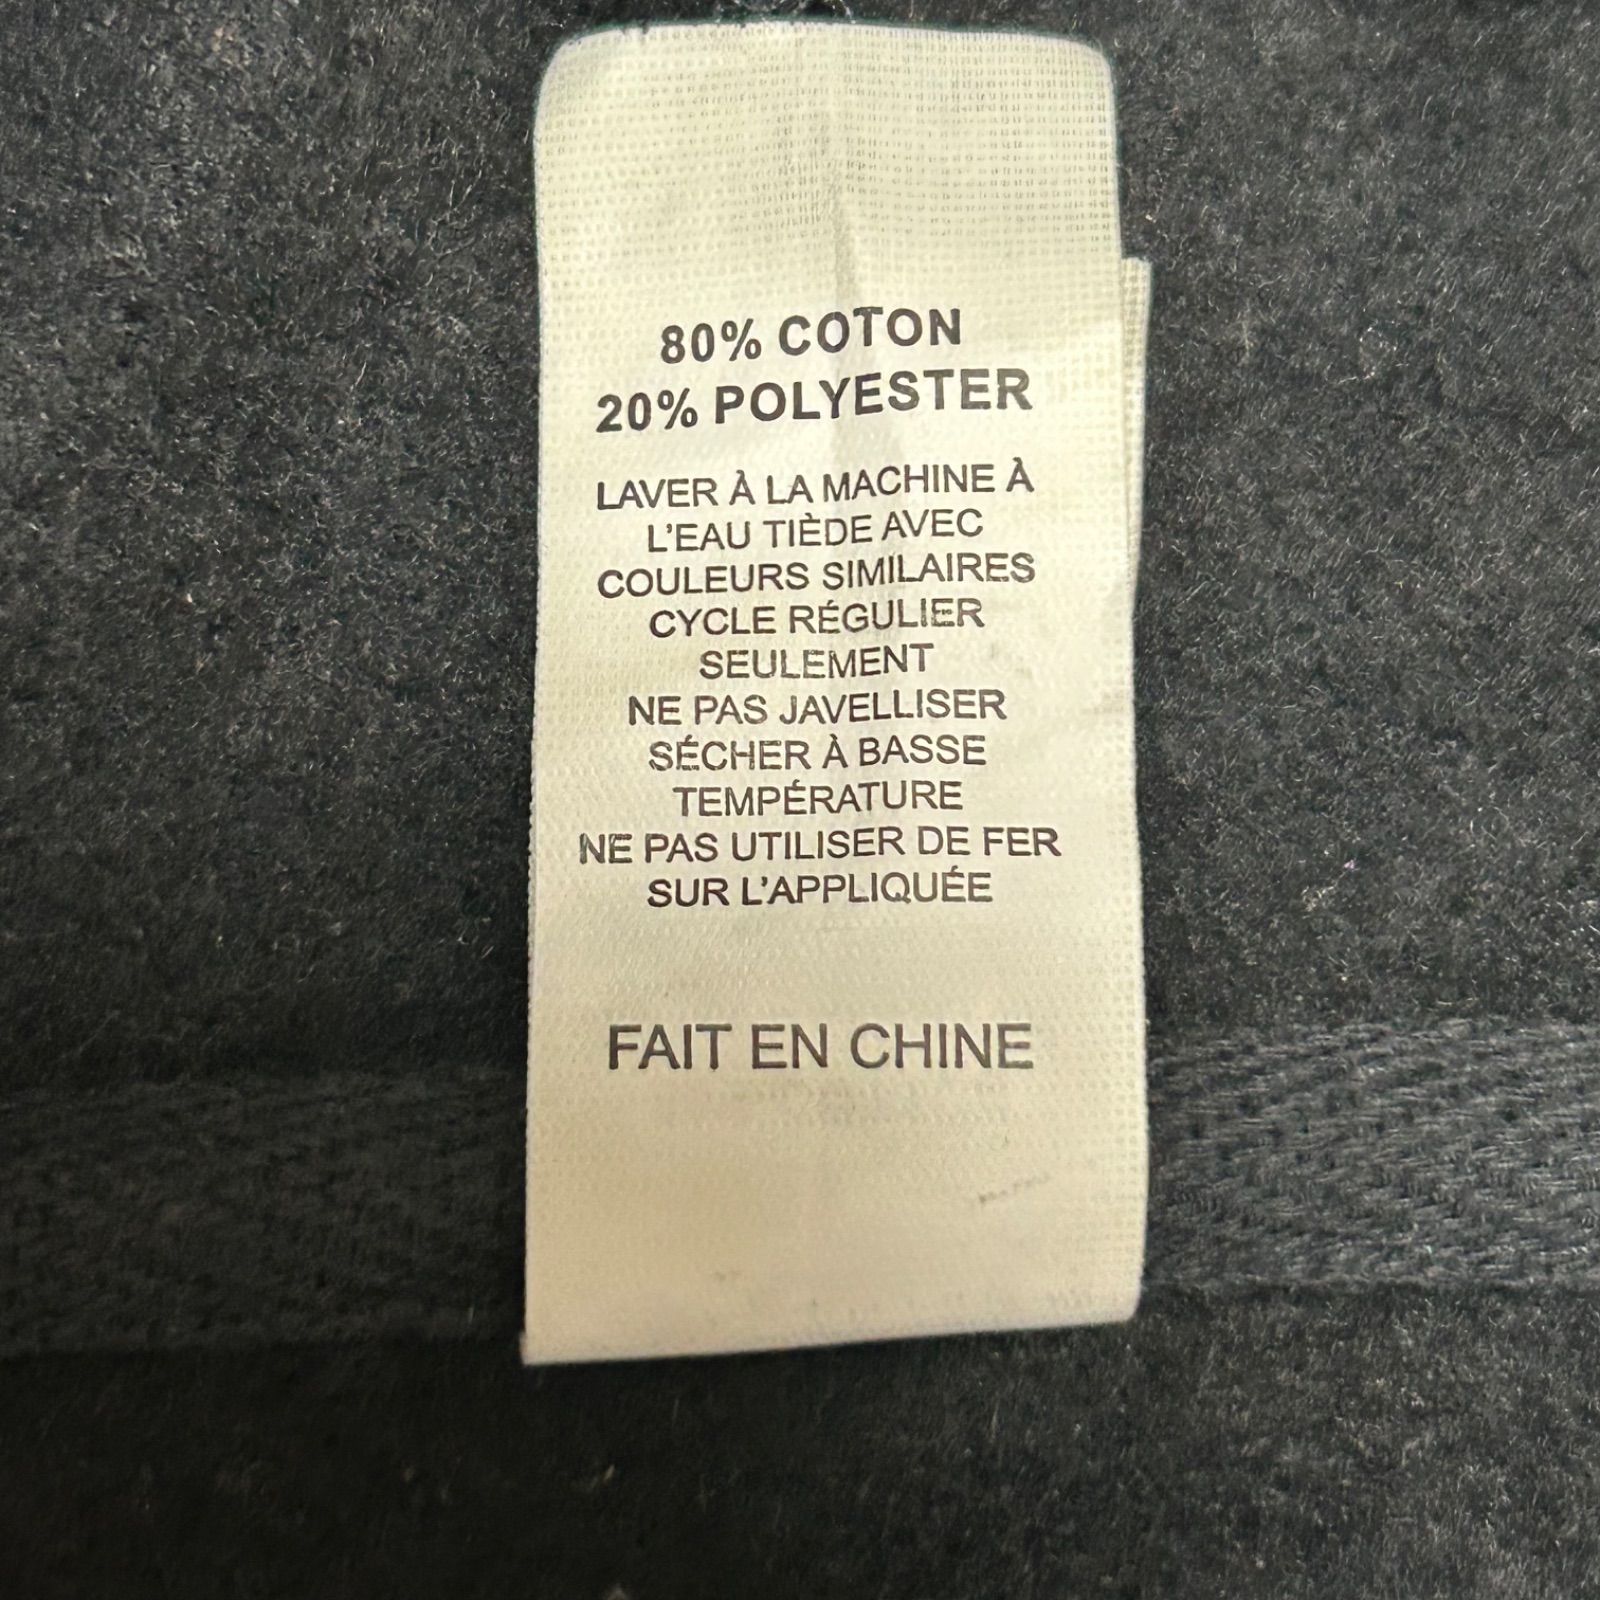 80% COTON
20% POLYESTER
LAVER À LA MACHINE À
L'EAU TIÈDE AVEC
COULEURS SIMILAIRES
CYCLE RÉGULIER
SEULEMENT
NE PAS JAVELLISER
SÉCHER À BASSE
TEMPÉRATURE
NE PAS UTILISER DE FER
SUR L'APPLIQUÉE
FAIT EN CHINE